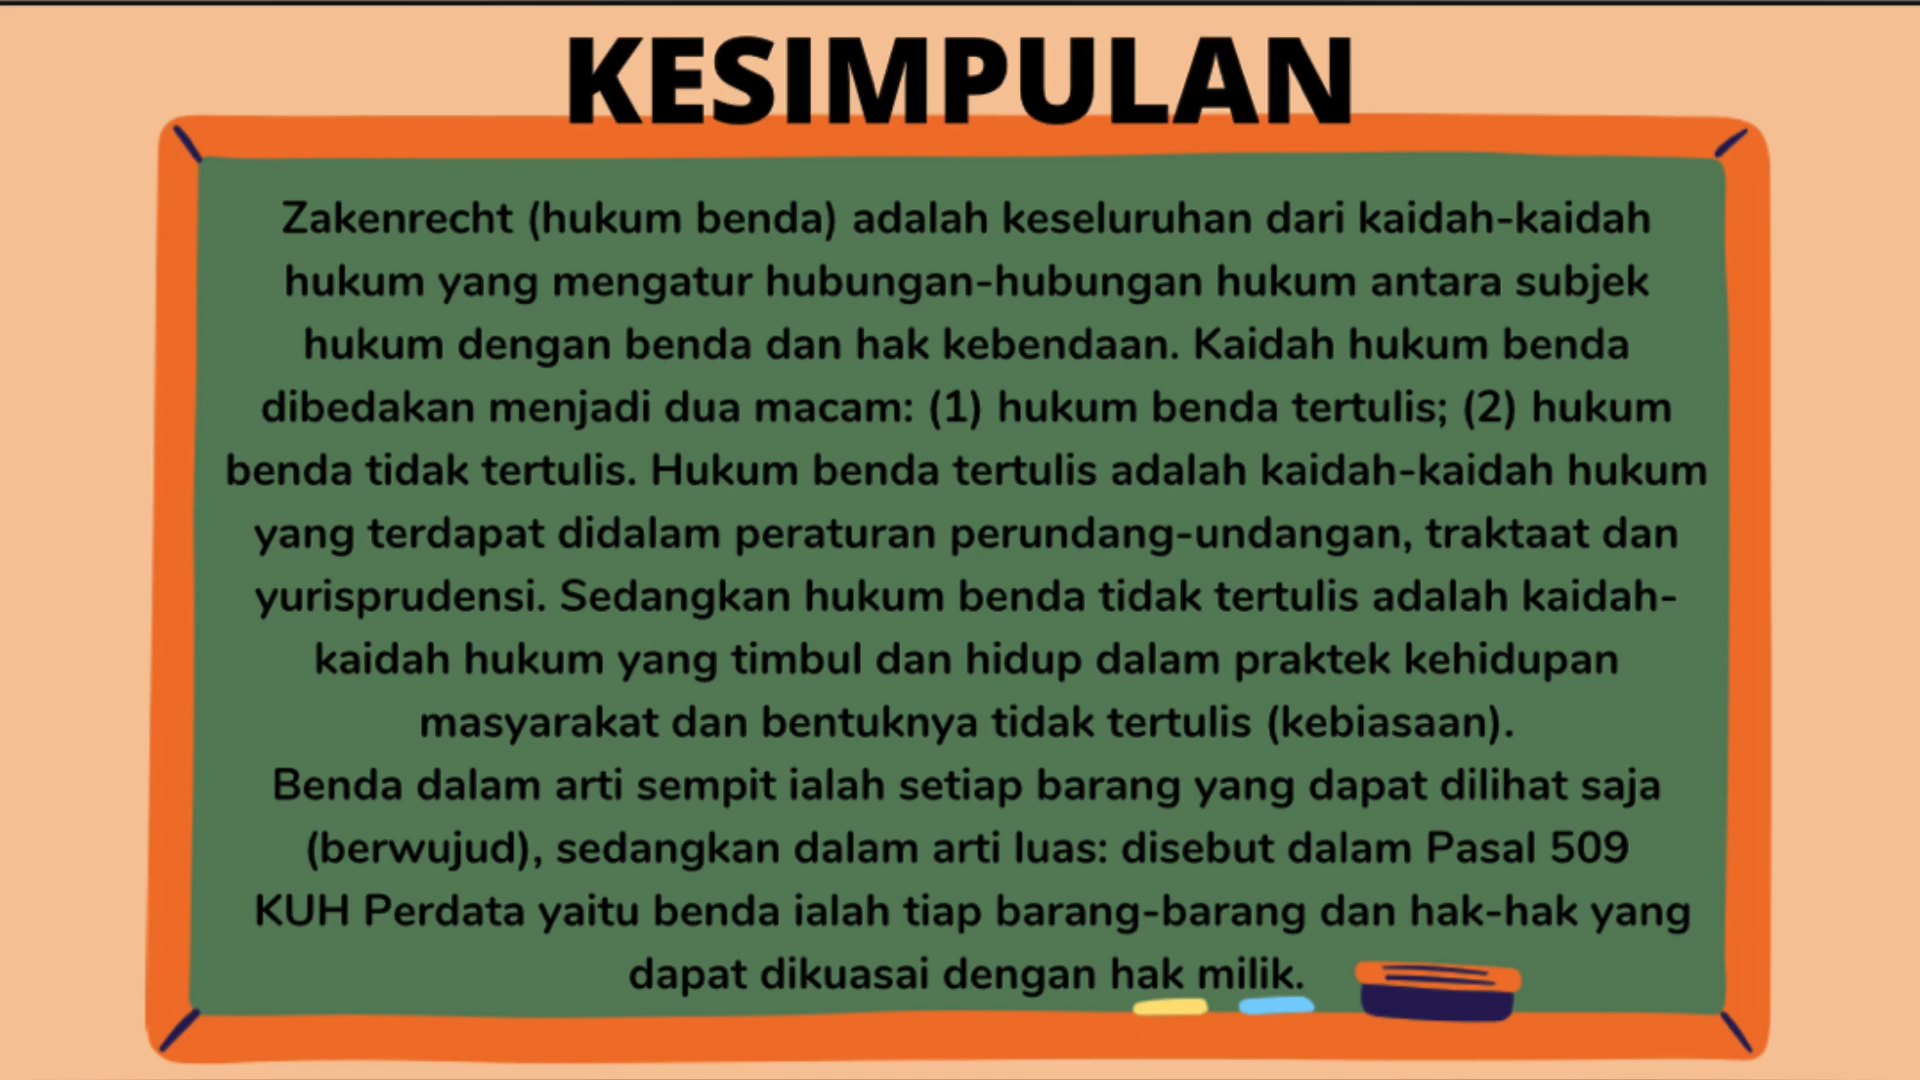 KESIMPULAN
Zakenrecht (hukum benda) adalah keseluruhan dari kaidah-kaidah
hukum yang mengatur hubungan-hubungan hukum antara subjek
hukum dengan benda dan hak kebendaan. Kaidah hukum benda
dibedakan menjadi dua macam: (1) hukum benda tertulis; (2) hukum
benda tidak tertulis. Hukum benda tertulis adalah kaidah-kaidah hukum
yang terdapat didalam peraturan perundang-undangan, traktaat dan
yurisprudensi. Sedangkan hukum benda tidak tertulis adalah kaidah-
kaidah hukum yang timbul dan hidup dalam praktek kehidupan
masyarakat dan bentuknya tidak tertulis (kebiasaan).
Benda dalam arti sempit ialah setiap barang yang dapat dilihat saja
(berwujud), sedangkan dalam arti luas: disebut dalam Pasal 509
KUH Perdata yaitu benda ialah tiap barang-barang dan hak-hak yang
dapat dikuasai dengan hak milik.